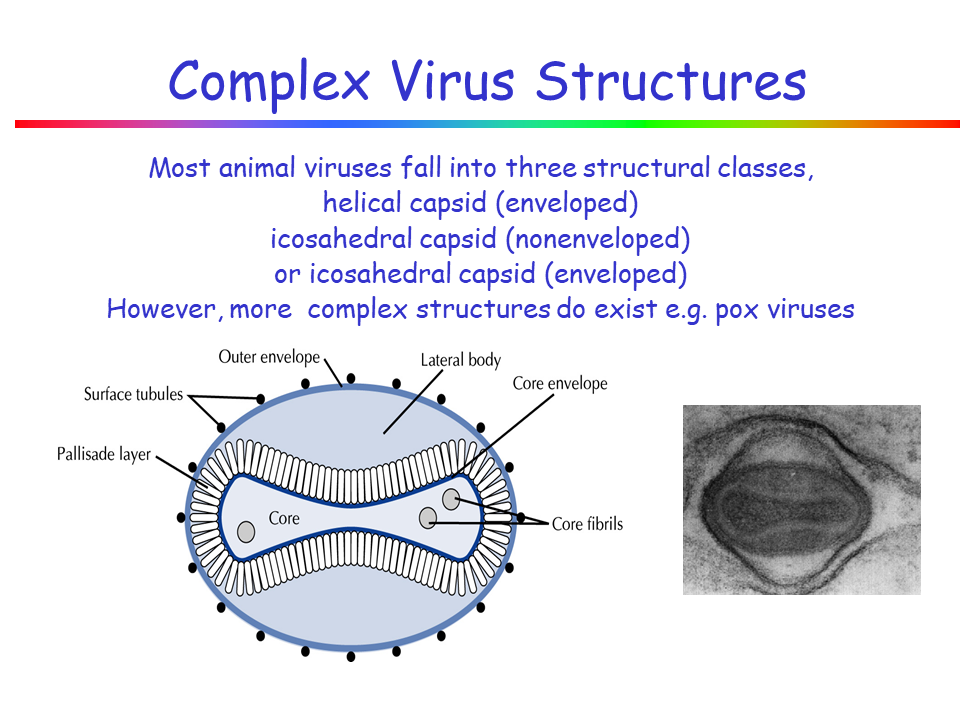 Complex Virus Structures
Most animal viruses fall into three structural classes,
helical capsid (enveloped)
icosahedral capsid (nonenveloped)
or icosahedral capsid (enveloped)
However, more complex structures do exist e.g. pox viruses
Outer envelope
Lateral body
Core envelope
Surface tubules
Pallisade layer
Core
Core fibrils